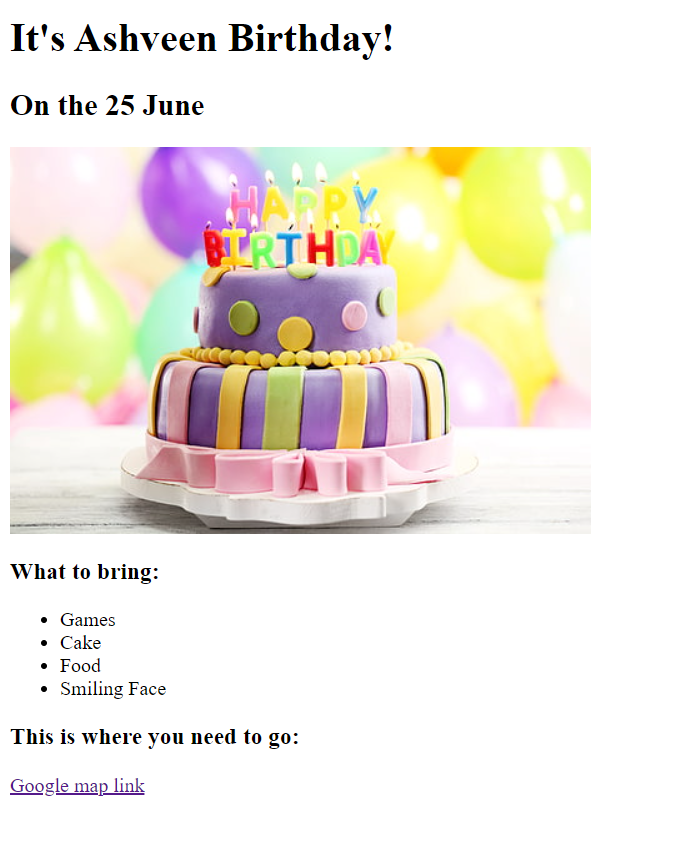 It's Ashveen Birthday!
On the 25 June
HAPPY
BIRTHDAY
What to bring:
Games
Cake
Food
Smiling Face
This is where you need to go:
Google map link